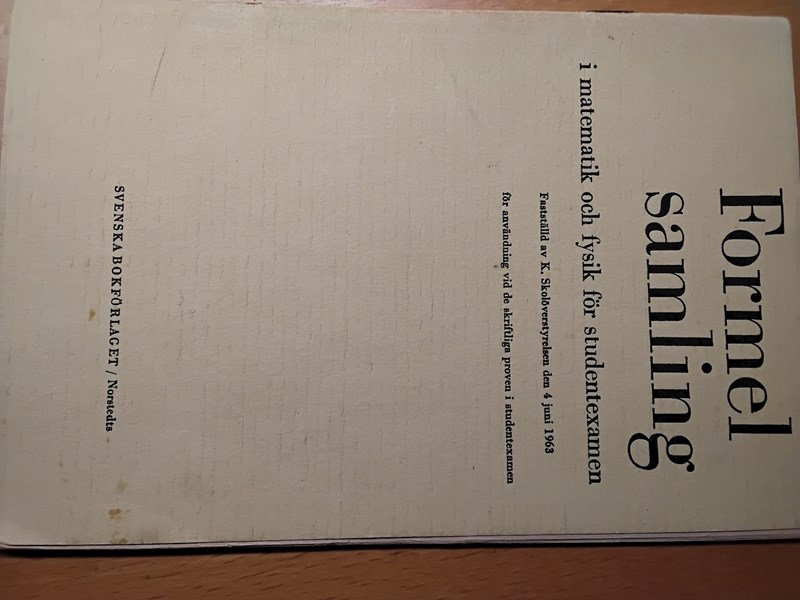 Formel
samling
i matematik och fysik för studentexamen
Fastställd av K. Skolöverstyrelsen den 4 juni 1963
för användning vid de skriftliga proven i studentexamen
SVENSKA BOKFÖRLAGET / Norstedts